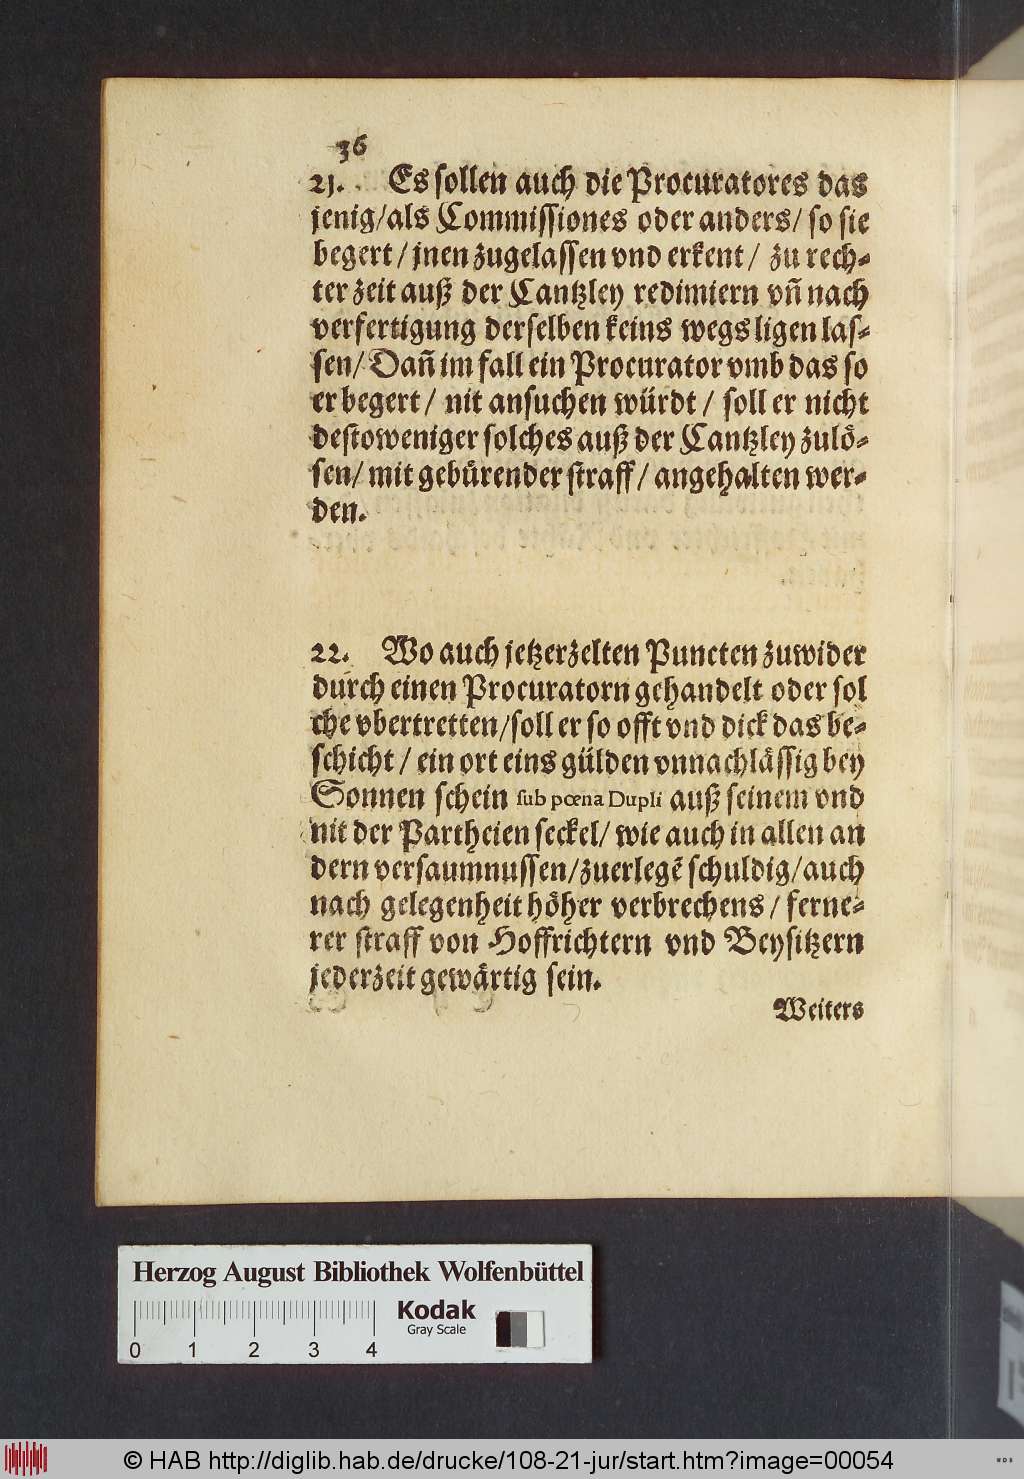 36
21. Es sollen auch die Procuratores das
jenig/als Commissiones oder anders/ so sie
begert / jnen zugelassen vnd erkent / zu rech-
ter zeit auß der Cantzley redimiern vñ nach
verfertigung derselben keins wegs ligen las-
sen/ Dañ im fall ein Procurator vmb das so
er begert / nit ansuchen würdt / soll er nicht
destoweniger solches auß der Cantzley zulö-
sen/ mit gebürender straff / angehalten wer-
den.
22. Wo auch jetzerzelten Puncten zuwider
durch einen Procuratorn gehandelt oder sol
che vbertretten/soll er so offt vnd dick das be-
schicht / ein ort eins gülden vnnachlässig bey
Sonnen schein sub pœna Dupli auß seinem vnd
nit der Partheien seckel/ wie auch in allen an
dern versaumnussen/zuerlegẽ schuldig/auch
nach gelegenheit höher verbrechens / ferne-
rer straff von Hoffrichtern vnd Beysitzern
jederzeit gewärtig sein.
Weiters
Herzog August Bibliothek Wolfenbüttel
Kodak
Gray Scale
0 1 2 3 4
© HAB http://diglib.hab.de/drucke/108-21-jur/start.htm?image=00054